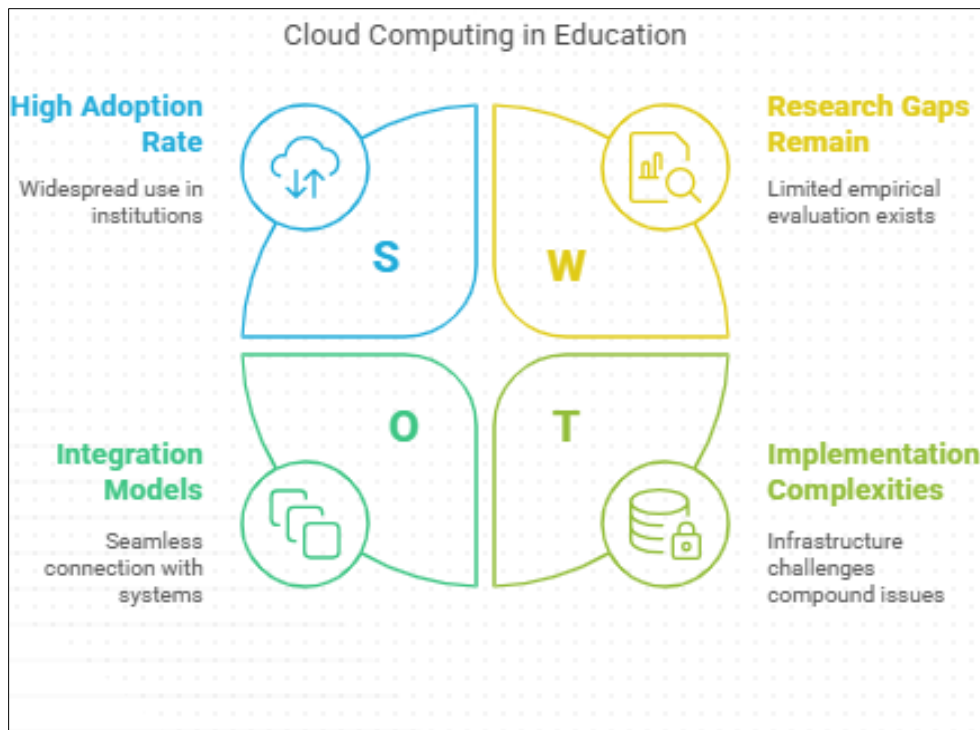 Cloud Computing in Education
High Adoption
Rate
Widespread use in
institutions
S
Research Gaps
Remain
Limited empirical
evaluation exists
W
Integration
Models
Seamless
connection with
systems
O
Implementation
Complexities
Infrastructure
challenges
compound issues
T